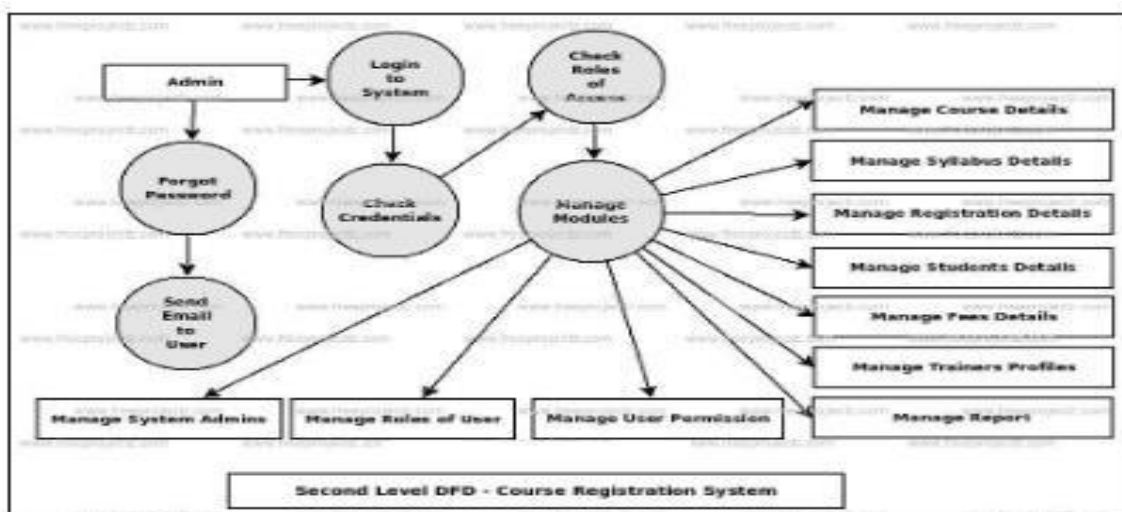 Admin
Login
to
System
Check
Roles
of
Access
Manage Course Details
Manage Syllabus Details
Forgot
Password
Check
Credentials
Manage
Modules
Manage Registration Details
Manage Students Details
Send
Email
to
User
Manage Fees Details
Manage Trainers Profiles
Manage System Admins
Manage Roles of User
Manage User Permission
Manage Report
Second Level DFD - Course Registration System